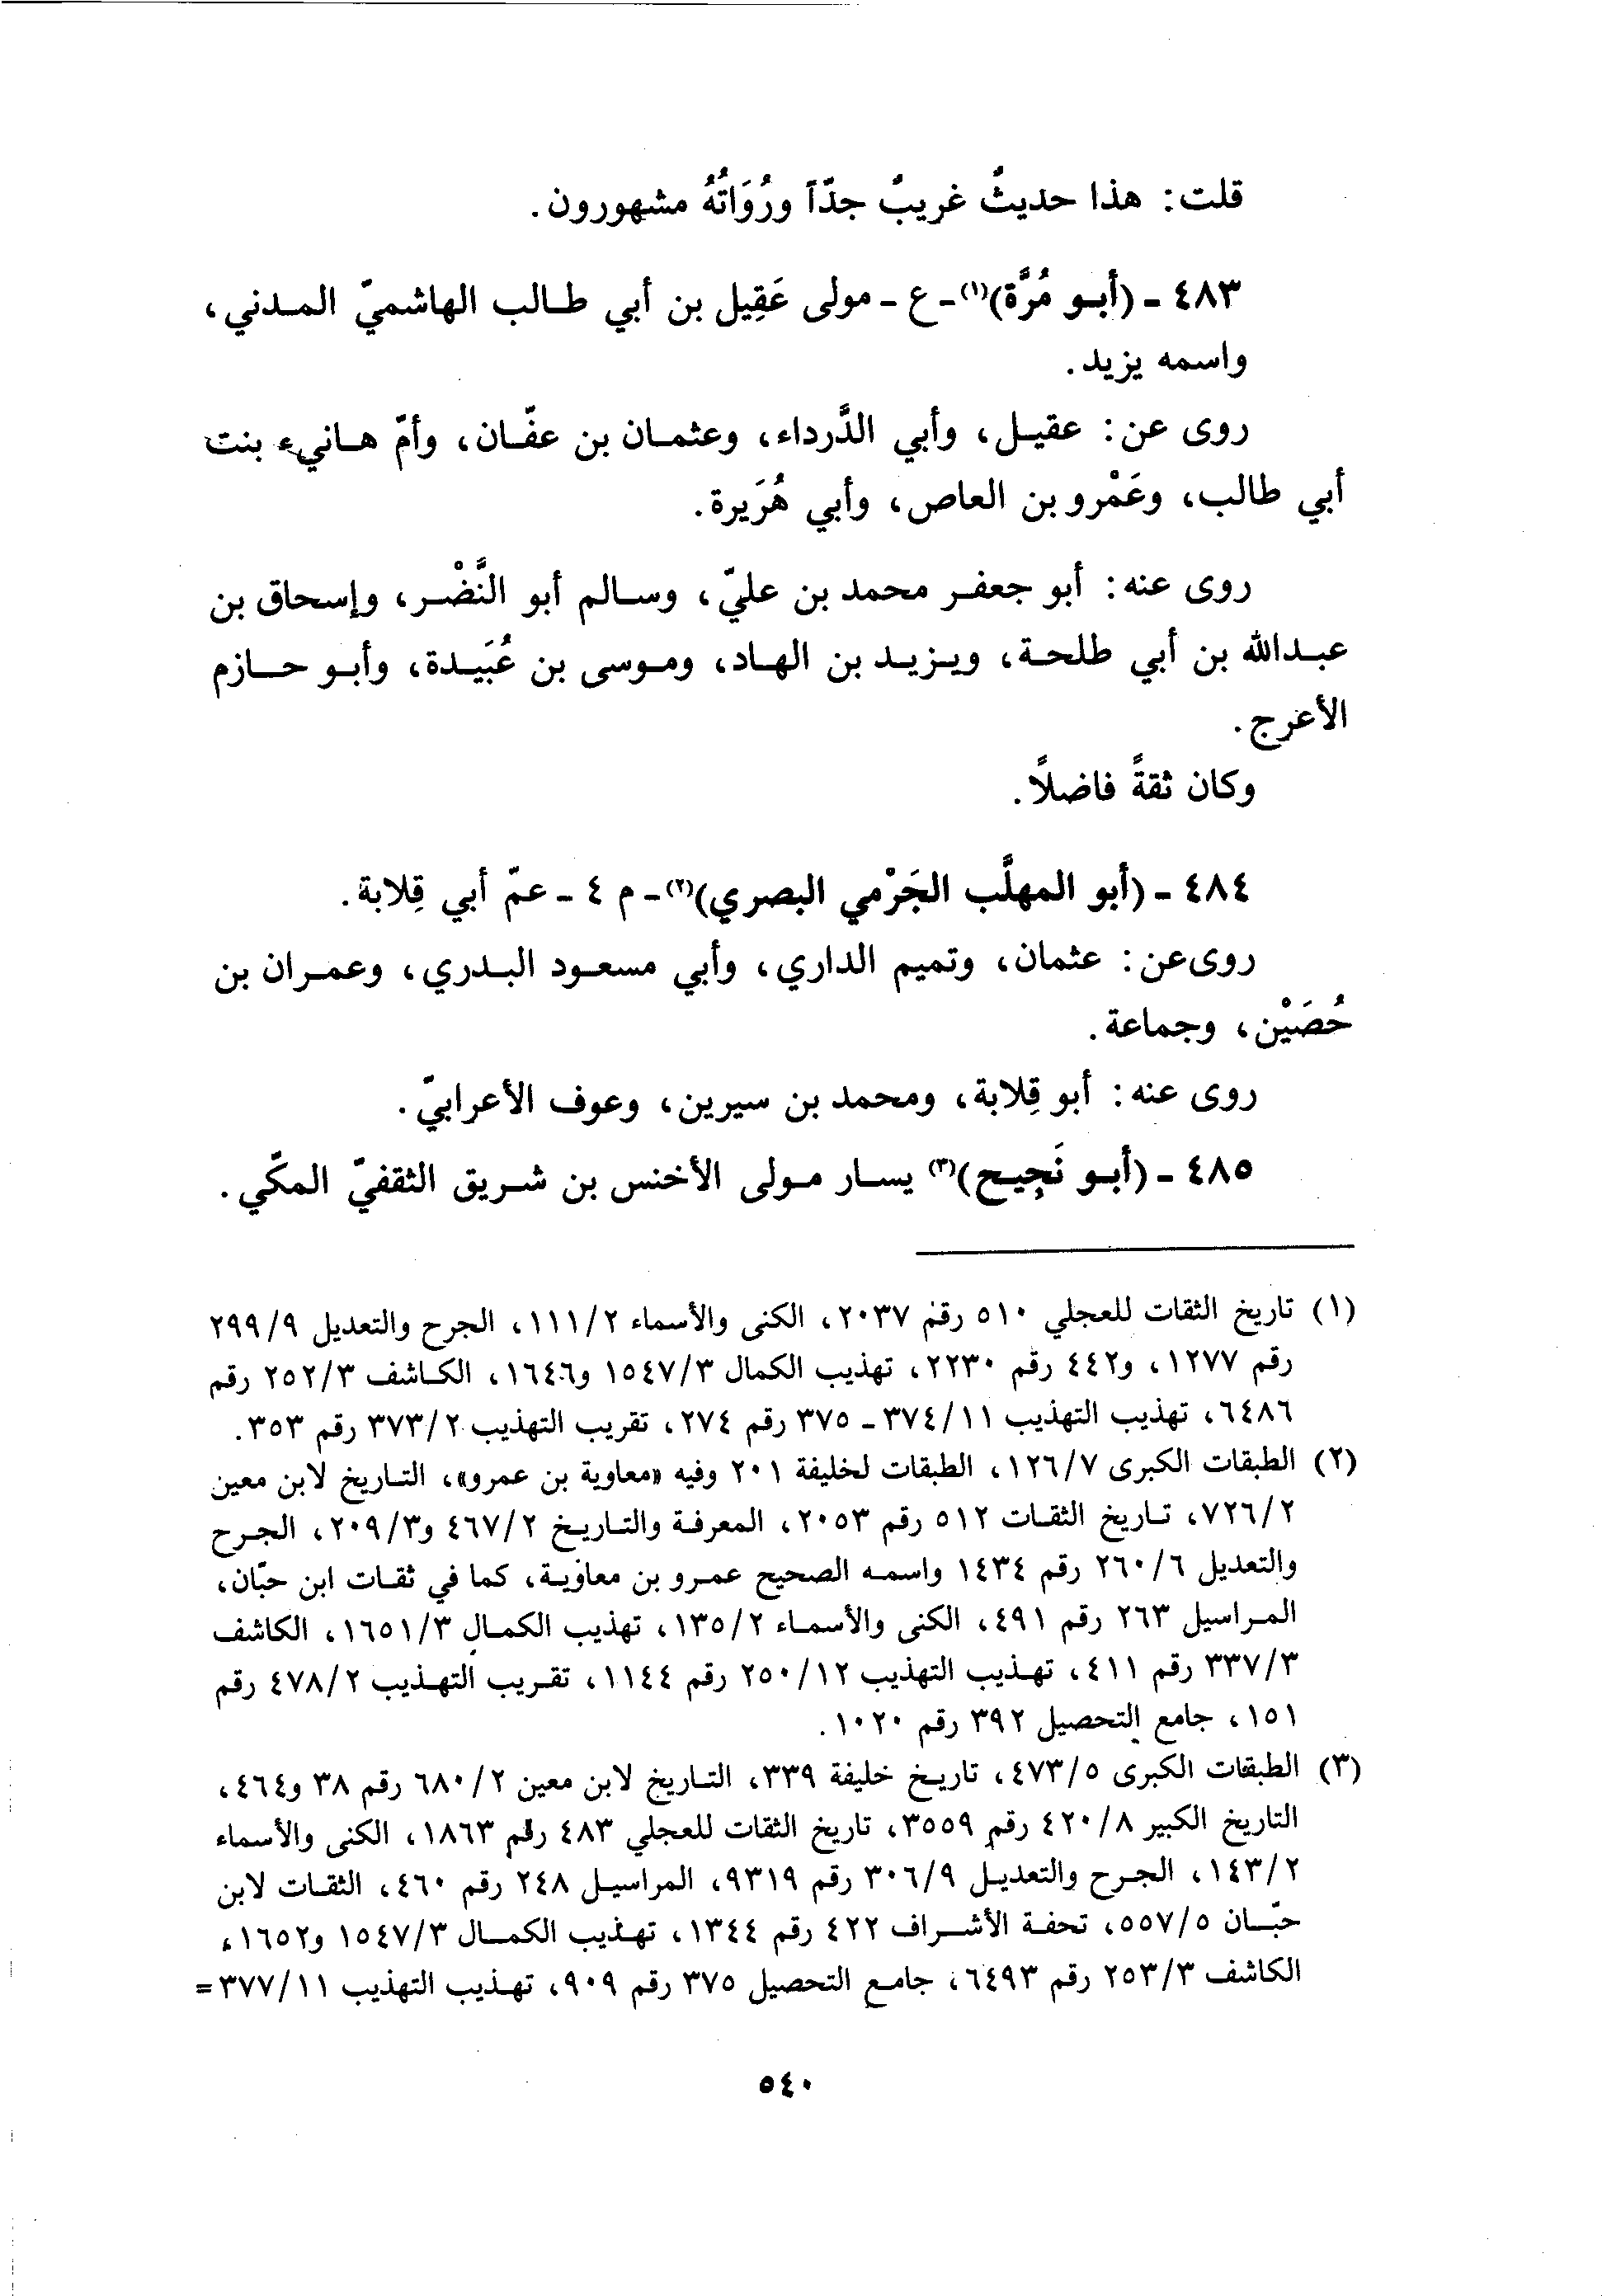 قلت: هذا حديثٌ غريبٌ جدّاً ورُوَاتُهُ مشهورون.
٤٨٣ - (أبو مُرَّة)(١) - ع - مولى عَقِيل بن أبي طالب الهاشميّ المدني،
واسمه يزيد.
روى عن: عقيل، وأبي الدَّرداء، وعثمان بن عفّان، وأمّ هانيء بنت
أبي طالب، وعَمْرو بن العاص، وأبي هُرَيرة.
روى عنه: أبو جعفر محمد بن عليّ، وسالم أبو النَّضْر، وإسحاق بن
عبدالله بن أبي طلحة، ويزيد بن الهاد، وموسى بن عُبَيدة، وأبو حازم
الأعرج.
وكان ثقةً فاضلاً.
٤٨٤ - (أبو المهلَّب الجَرْمي البصري)(٢) - م ٤ - عمّ أبي قِلابة.
روى عن: عثمان، وتميم الداري، وأبي مسعود البدري، وعمران بن
حُصَيْن، وجماعة.
روى عنه: أبو قِلابة، ومحمد بن سيرين، وعوف الأعرابيّ.
٤٨٥ - (أبو نَجِيح)(٣) يسار مولى الأخنس بن شريق الثقفيّ المكّي.
(١) تاريخ الثقات للعجلي ٥١٠ رقم ٢٠٣٧، الكنى والأسماء ١١١/٢، الجرح والتعديل ٢٩٩/٩
رقم ١٢٧٧، و٤٤٢ رقم ٢٢٣٠، تهذيب الكمال ١٥٤٧/٣ و١٦٤٦، الكاشف ٢٥٢/٣ رقم
٦٤٨٦، تهذيب التهذيب ٣٧٤/١١ - ٣٧٥ رقم ٢٧٤، تقريب التهذيب ٣٧٣/٢ رقم ٣٥٣.
(٢) الطبقات الكبرى ١٢٦/٧، الطبقات لخليفة ٢٠١ وفيه «معاوية بن عمرو»، التاريخ لابن معين
٧٢٦/٢، تاريخ الثقات ٥١٢ رقم ٢٠٥٣، المعرفة والتاريخ ٤٦٧/٢ و٢٠٩/٣، الجرح
والتعديل ٢٦٠/٦ رقم ١٤٣٤ واسمه الصحيح عمرو بن معاوية، كما في ثقات ابن حبّان،
المراسيل ٢٦٣ رقم ٤٩١، الكنى والأسماء ١٣٥/٢، تهذيب الكمال ١٦٥١/٣، الكاشف
٣٣٧/٣ رقم ٤١١، تهذيب التهذيب ٢٥٠/١٢ رقم ١١٤٤، تقريب التهذيب ٤٧٨/٢ رقم
١٥١، جامع التحصيل ٣٩٢ رقم ١٠٢٠.
(٣) الطبقات الكبرى ٤٧٣/٥، تاريخ خليفة ٣٣٩، التاريخ لابن معين ٦٨٠/٢ رقم ٣٨ و٤٦٤،
التاريخ الكبير ٤٢٠/٨ رقم ٣٥٥٩، تاريخ الثقات للعجلي ٤٨٣ رقم ١٨٦٣، الكنى والأسماء
١٤٣/٢، الجرح والتعديل ٣٠٦/٩ رقم ٩٣١٩، المراسيل ٢٤٨ رقم ٤٦٠، الثقات لابن
حبّان ٥٥٧/٥، تحفة الأشراف ٤٢٢ رقم ١٣٤٤، تهذيب الكمال ١٥٤٧/٣ و١٦٥٢،
الكاشف ٢٥٣/٣ رقم ٦٤٩٣، جامع التحصيل ٣٧٥ رقم ٩٠٩، تهذيب التهذيب ٣٧٧/١١ =
٥٤٠